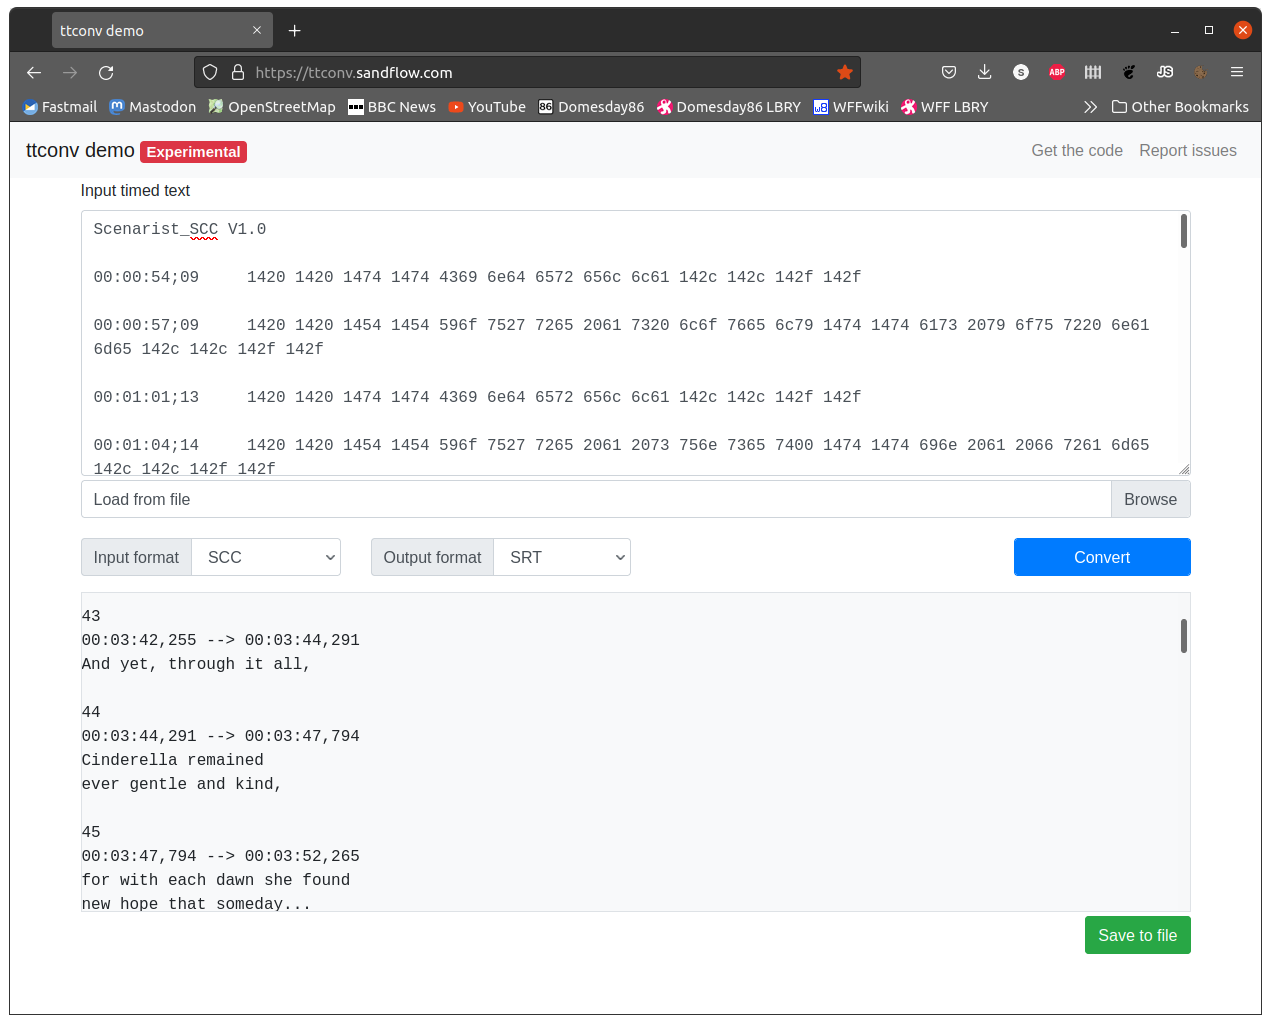 ttconv demo
https://ttconv.sandflow.com
S
ABP
JS
Fastmail Mastodon OpenStreetMap BBC News YouTube 86 Domesday86 Domesday86 LBRY WFFwiki WFF LBRY Other Bookmarks
ttconv demo Experimental Get the code Report issues
Input timed text
Scenarist_SCC V1.0
00:00:54;09 1420 1420 1474 1474 4369 6e64 6572 656c 6c61 142c 142c 142f 142f
00:00:57;09 1420 1420 1454 1454 596f 7527 7265 2061 7320 6c6f 7665 6c79 1474 1474 6173 2079 6f75 7220 6e61
6d65 142c 142c 142f 142f
00:01:01;13 1420 1420 1474 1474 4369 6e64 6572 656c 6c61 142c 142c 142f 142f
00:01:04;14 1420 1420 1454 1454 596f 7527 7265 2061 2073 756e 7365 7400 1474 1474 696e 2061 2066 7261 6d65
142c 142c 142f 142f
Load from file Browse
Input format SCC Output format SRT Convert
43
00:03:42,255 --> 00:03:44,291
And yet, through it all,
44
00:03:44,291 --> 00:03:47,794
Cinderella remained
ever gentle and kind,
45
00:03:47,794 --> 00:03:52,265
for with each dawn she found
new hope that someday...
Save to file